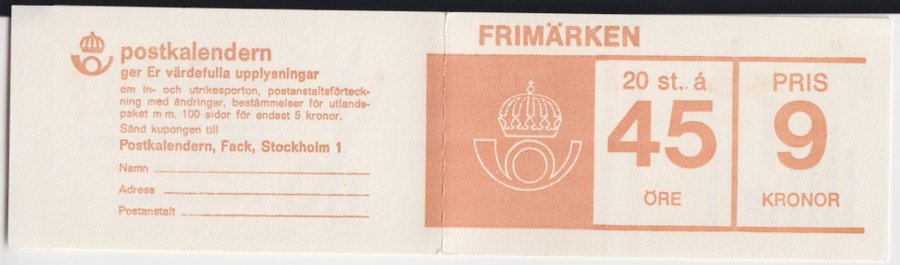 postkalendern
ger Er värdefulla upplysningar
om in- och utrikesporton, postanstaltsförteck-
ning med ändringar, bestämmelser för utlands-
paket m m. 100 sidor för endast 5 kronor.
Sänd kupongen till
Postkalendern, Fack, Stockholm 1
Namn
Adress
Postanstalt
FRIMÄRKEN
20 st. á
45
ÖRE
PRIS
9
KRONOR